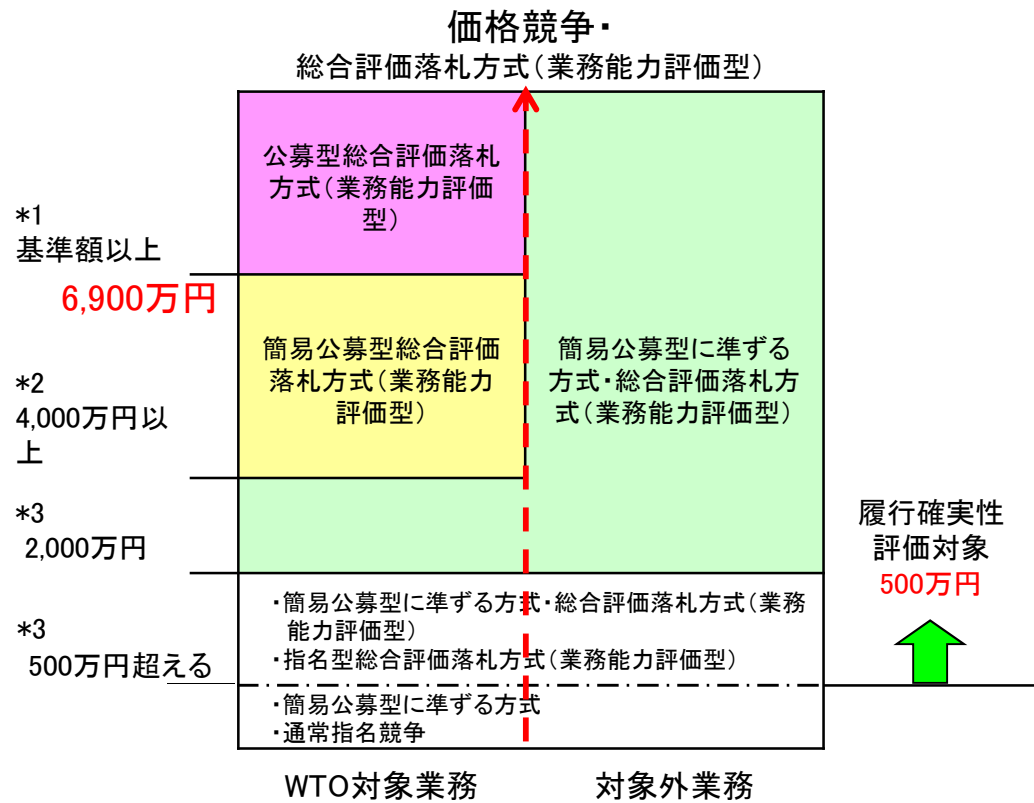 価格競争・
総合評価落札方式（業務能力評価型）
公募型総合評価落札
方式（業務能力評価
型）
*1
基準額以上
6,900万円
簡易公募型総合評価
落札方式（業務能力
評価型）
簡易公募型に準ずる
方式・総合評価落札方
式（業務能力評価型）
*2
4,000万円以
上
*3
2,000万円
履行確実性
評価対象
500万円
・簡易公募型に準ずる方式・総合評価落札方式（業務
能力評価型）
・指名型総合評価落札方式（業務能力評価型）
*3
500万円超える
・簡易公募型に準ずる方式
・通常指名競争
WTO対象業務
対象外業務